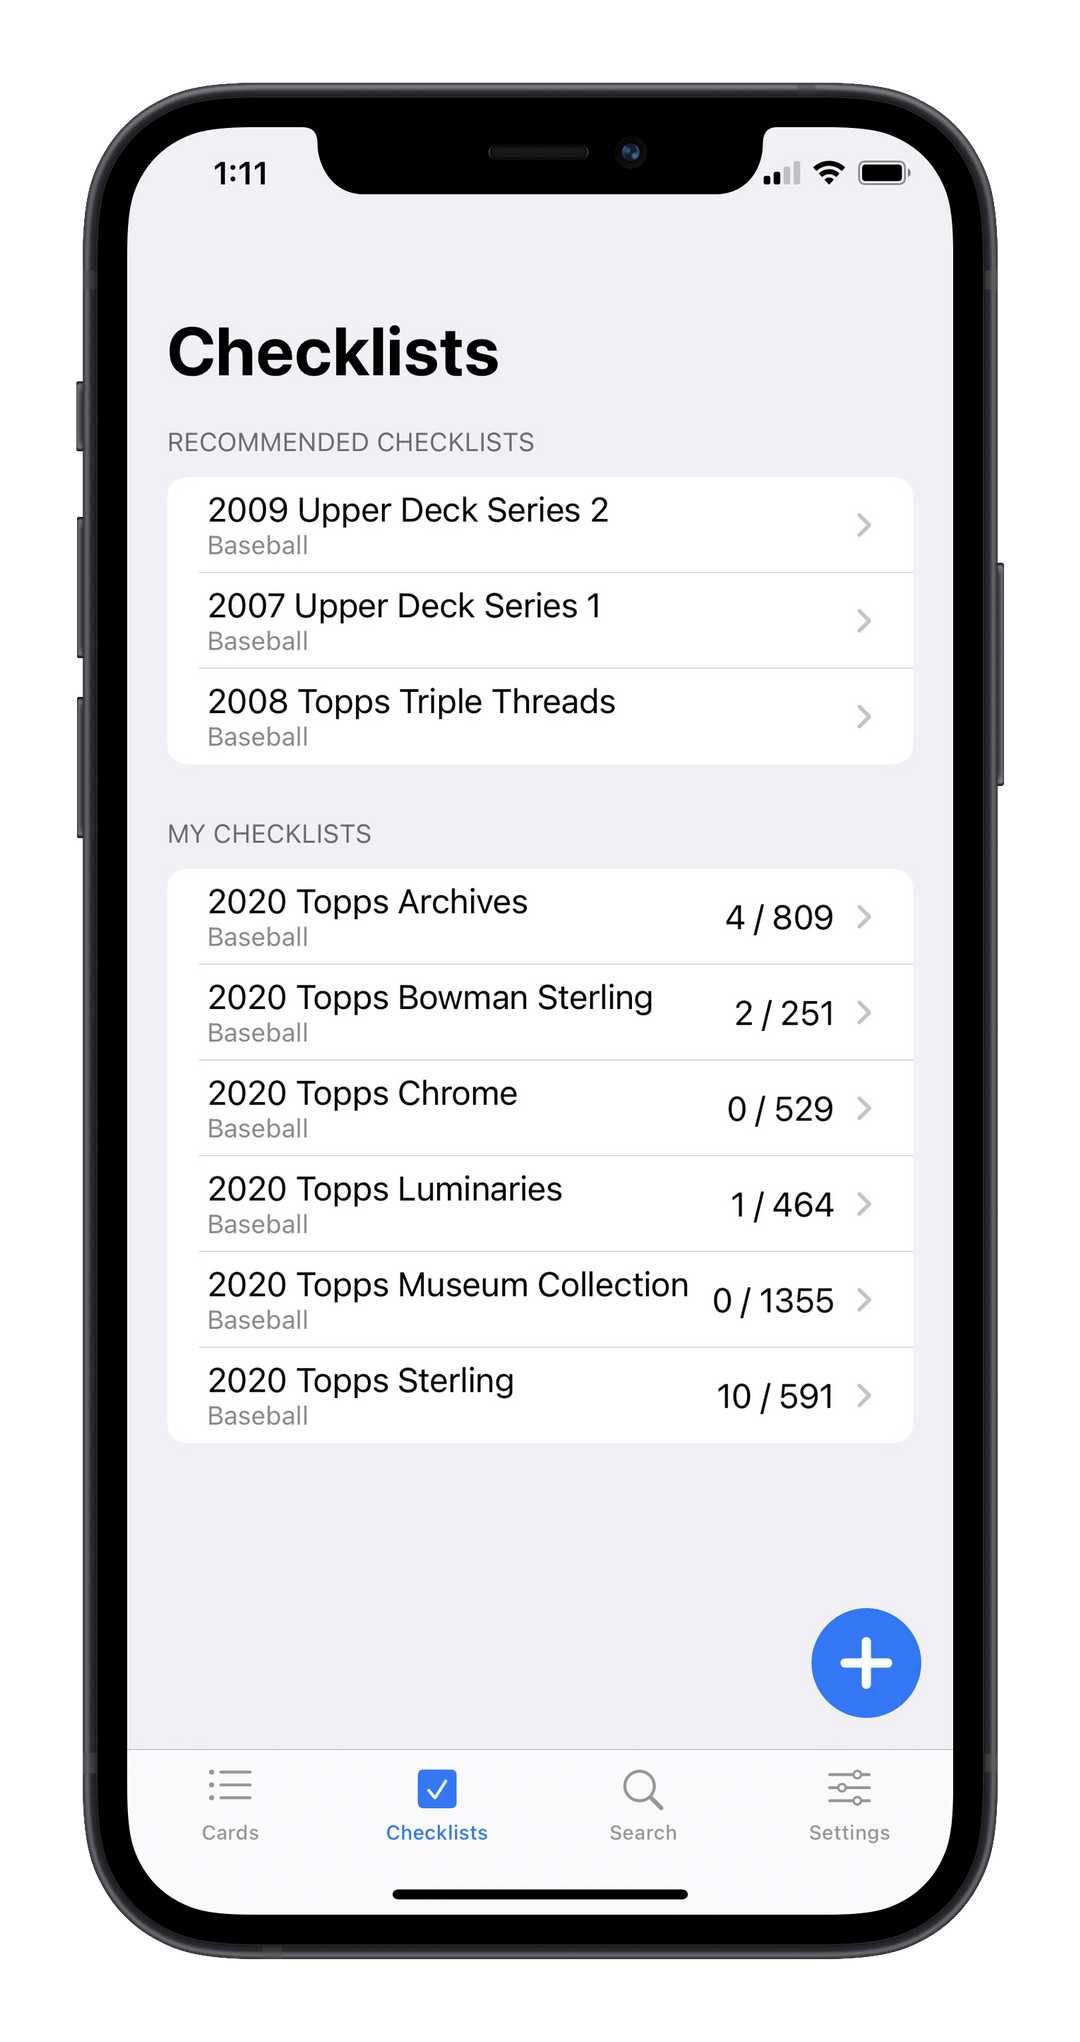 1:11
Checklists
RECOMMENDED CHECKLISTS
2009 Upper Deck Series 2
Baseball
2007 Upper Deck Series 1
Baseball
2008 Topps Triple Threads
Baseball
MY CHECKLISTS
2020 Topps Archives
Baseball
4 / 809
2020 Topps Bowman Sterling
Baseball
2 / 251
2020 Topps Chrome
Baseball
0 / 529
2020 Topps Luminaries
Baseball
1 / 464
2020 Topps Museum Collection
Baseball
0 / 1355
2020 Topps Sterling
Baseball
10 / 591
Cards
Checklists
Search
Settings